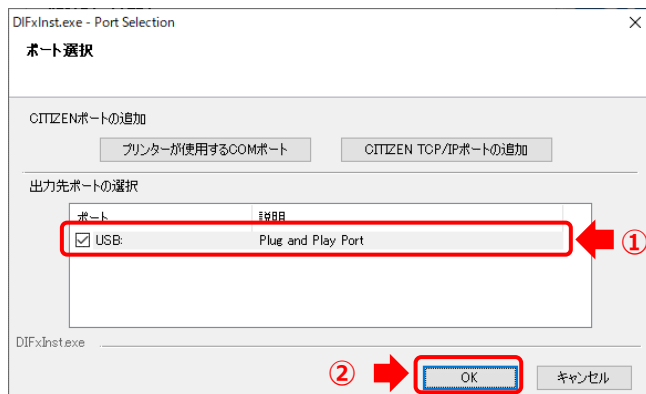 DIFxInst.exe - Port Selection
ポート選択
CITIZENポートの追加
プリンターが使用するCOMポート
CITIZEN TCP/IPポートの追加
出力先ポートの選択
ポート 説明
USB: Plug and Play Port
①
DIFxInst.exe
②
OK
キャンセル